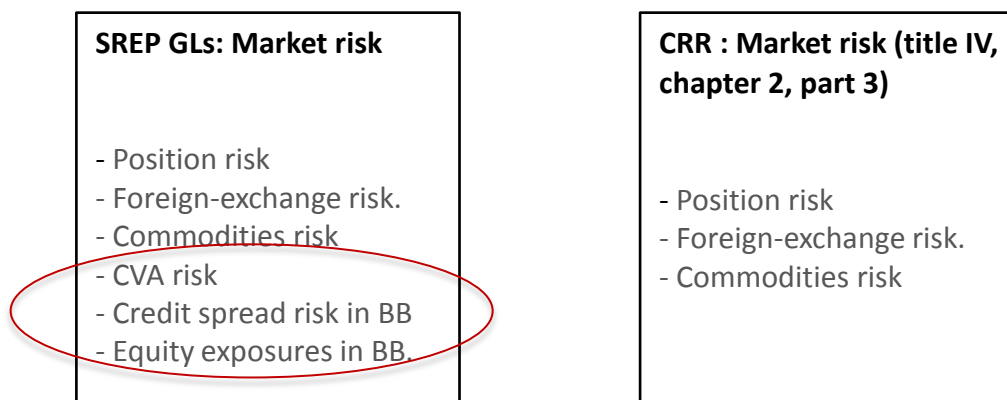 SREP GLs: Market risk
- Position risk
- Foreign-exchange risk.
- Commodities risk
- CVA risk
- Credit spread risk in BB
- Equity exposures in BB.
CRR : Market risk (title IV,
chapter 2, part 3)
- Position risk
- Foreign-exchange risk.
- Commodities risk